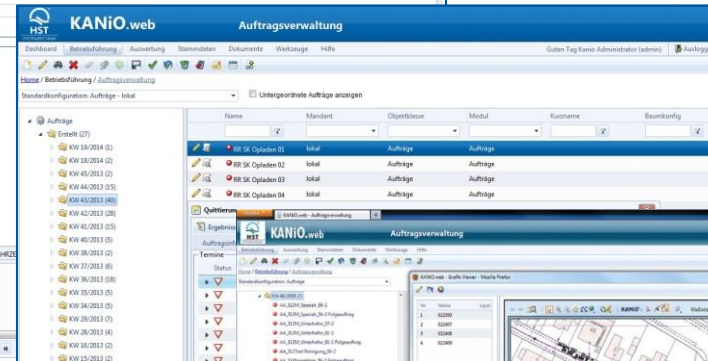 HST
KANiO.web
Auftragsverwaltung
Dashboard Betriebsführung Auswertung Stammdaten Dokumente Werkzeuge Hilfe
Guten Tag Kanio Administrator (admin) Auslogg
Home / Betriebsführung / Auftragsverwaltung
Standardkonfiguration: Aufträge - lokal
Untergeordnete Aufträge anzeigen
Name Mandant Objektklasse Modul Kurzname Baumkonfig
Aufträge
Erstellt (27)
KW 19/2014 (1)
KW 18/2014 (2)
KW 45/2013 (2)
KW 44/2013 (15)
KW 43/2013 (40)
KW 42/2013 (28)
KW 41/2013 (15)
KW 40/2013 (5)
KW 38/2013 (2)
KW 37/2013 (6)
KW 36/2013 (18)
KW 35/2013 (5)
KW 34/2013 (5)
KW 29/2013 (7)
KW 28/2013 (4)
KW 16/2013 (2)
KW 15/2013 (2)
RR SK Opladen 01 lokal Aufträge Aufträge
RR SK Opladen 02 lokal Aufträge Aufträge
RR SK Opladen 03 lokal Aufträge Aufträge
RR SK Opladen 04 lokal Aufträge Aufträge
Quittierun
Ergebniss
Auftragsinf
Termine
Status
KANiO.web - Auftragsverwaltung
HST
KANiO.web
Auftragsverwaltung
Betriebsführung Auswertung Stammdaten Dokumente Werkzeuge Hilfe
Home / Betriebsführung / Auftragsverwaltung
Standardkonfiguration: Aufträge
KANiO.web - Grafik Viewer - Mozilla Firefox
Nr Name Layer
1
2
3
4
KANiO